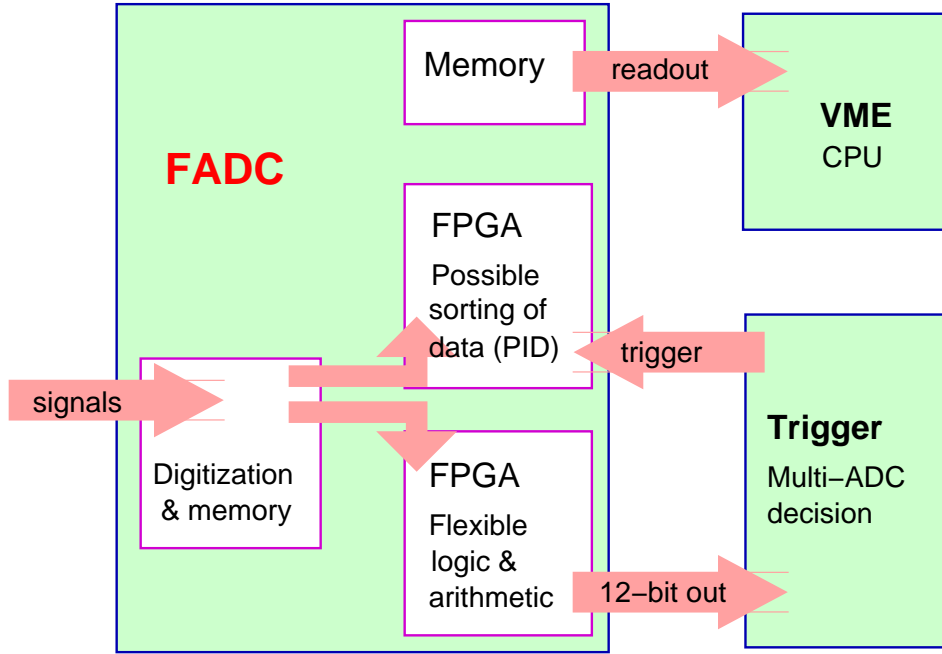 Memory
readout
VME
CPU
FADC
FPGA
Possible
sorting of
data (PID)
trigger
signals
Digitization
& memory
FPGA
Flexible
logic &
arithmetic
12−bit out
Trigger
Multi−ADC
decision